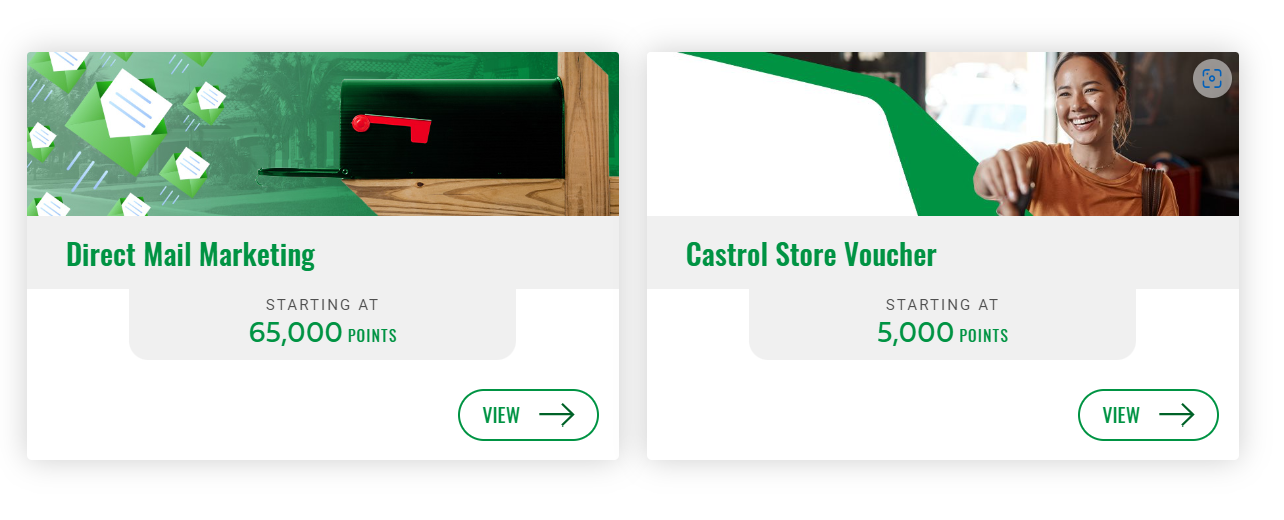 Direct Mail Marketing
STARTING AT
65,000 POINTS
VIEW
Castrol Store Voucher
STARTING AT
5,000 POINTS
VIEW